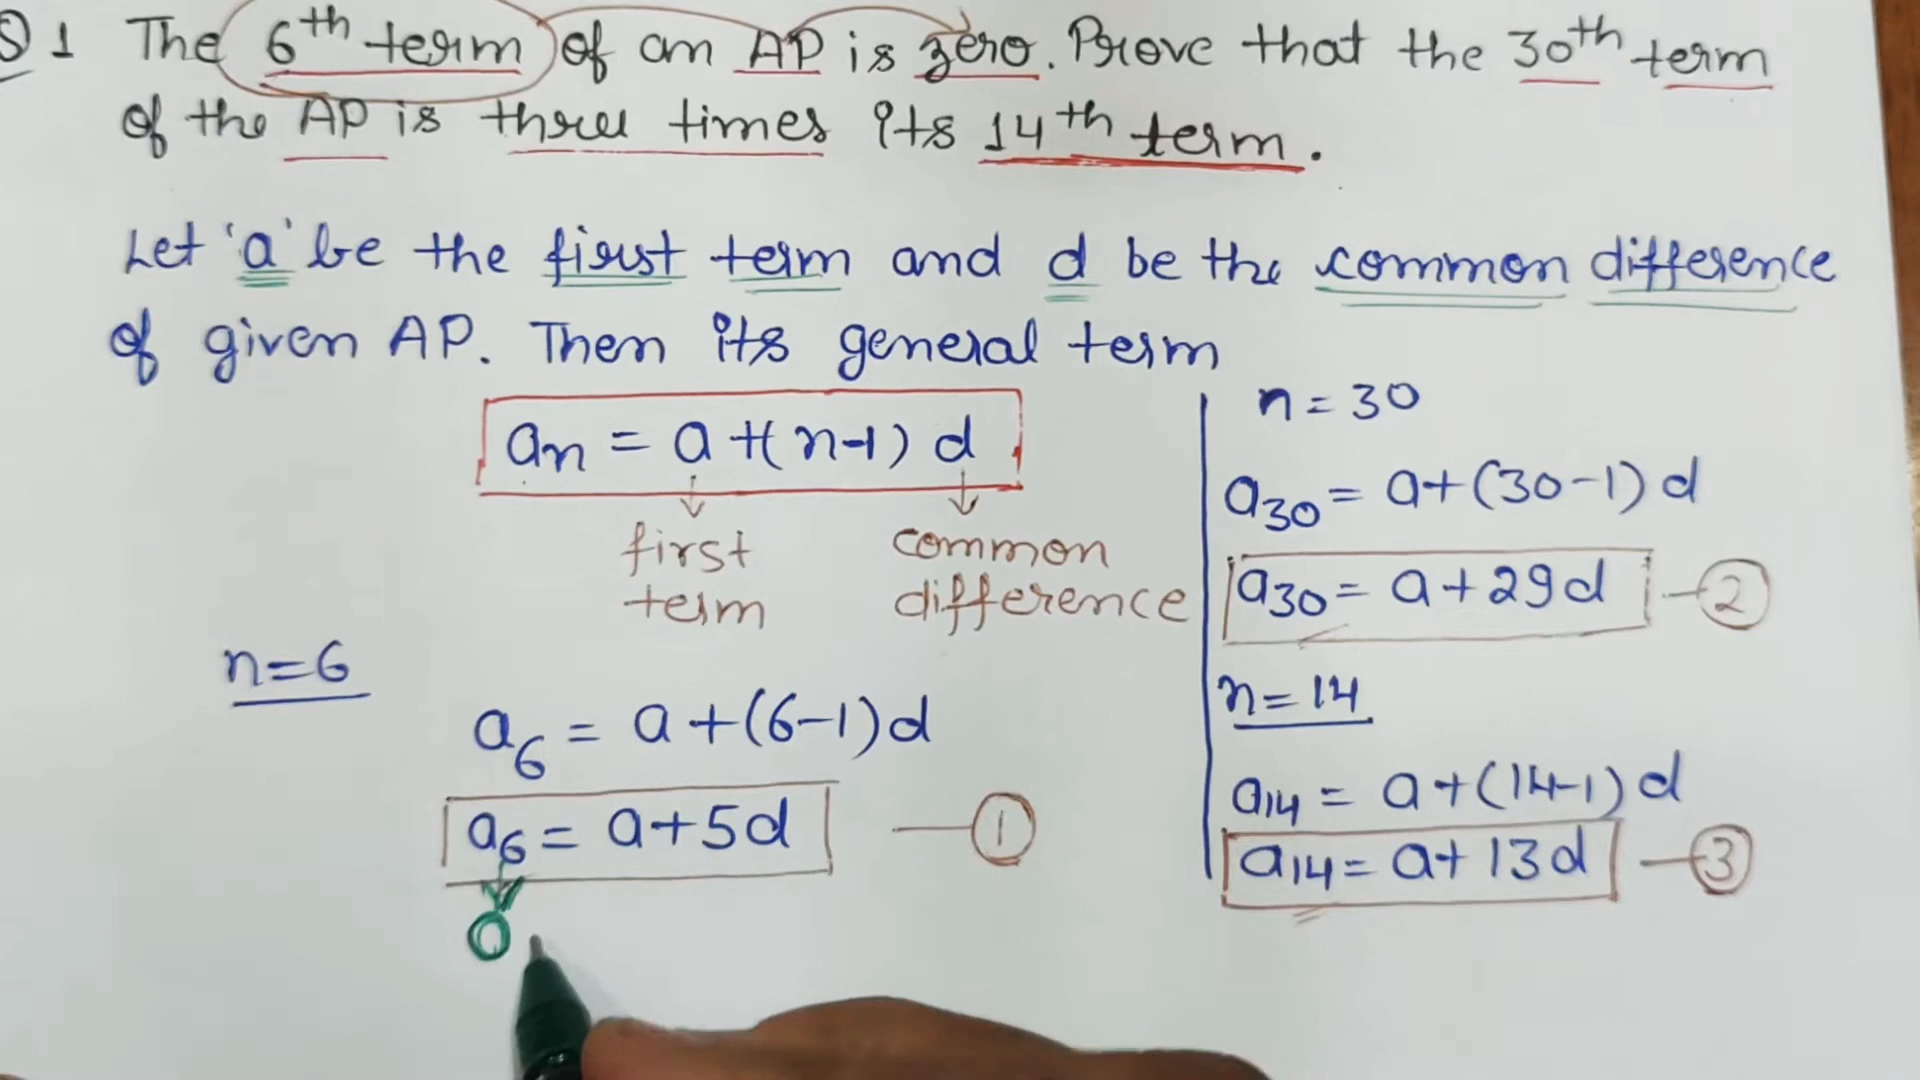 Q1 The 6th term of an AP is zero. Prove that the 30th term
of the AP is three times its 14th term.
Let 'a' be the first term and d be the common difference
of given AP. Then its general term
an = a+(n-1) d
first
term
common
difference
n=6
a6 = a+(6-1)d
a6 = a+5d —①
0
n=30
a30 = a+(30-1)d
a30 = a+29d —②
n=14
a14 = a+(14-1)d
a14 = a+13d —③